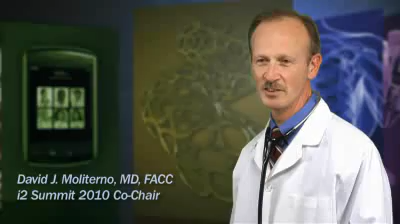 David J. Moliterno, MD, FACC
i2 Summit 2010 Co-Chair